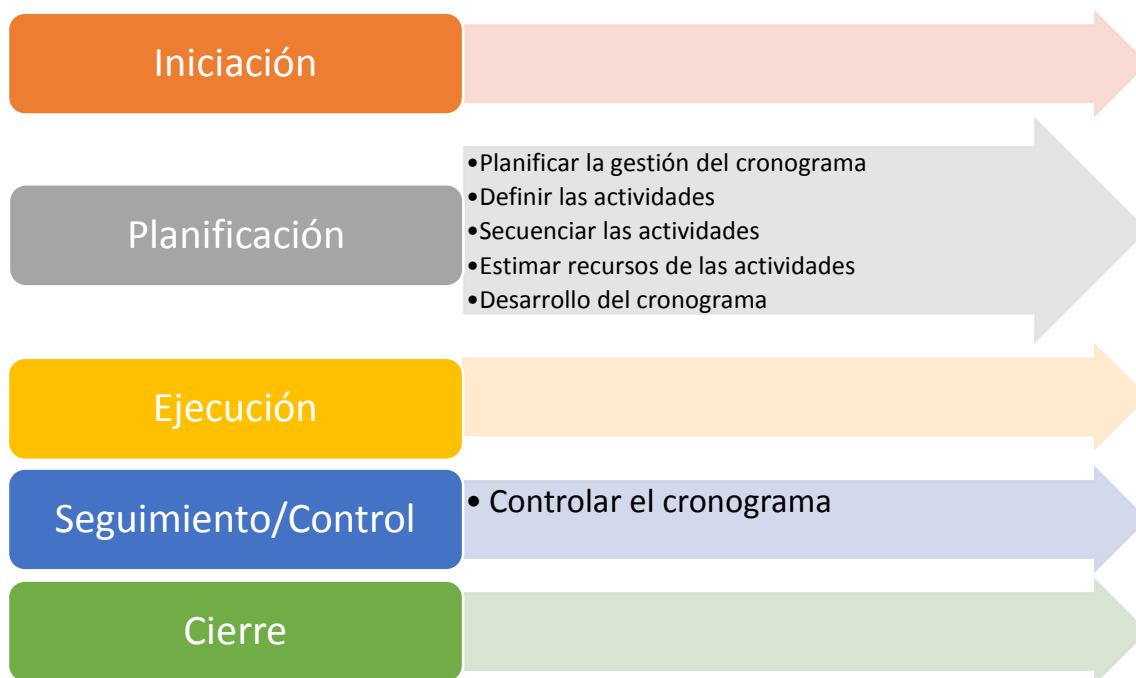 Iniciación
Planificación
•Planificar la gestión del cronograma
•Definir las actividades
•Secuenciar las actividades
•Estimar recursos de las actividades
•Desarrollo del cronograma
Ejecución
Seguimiento/Control
• Controlar el cronograma
Cierre